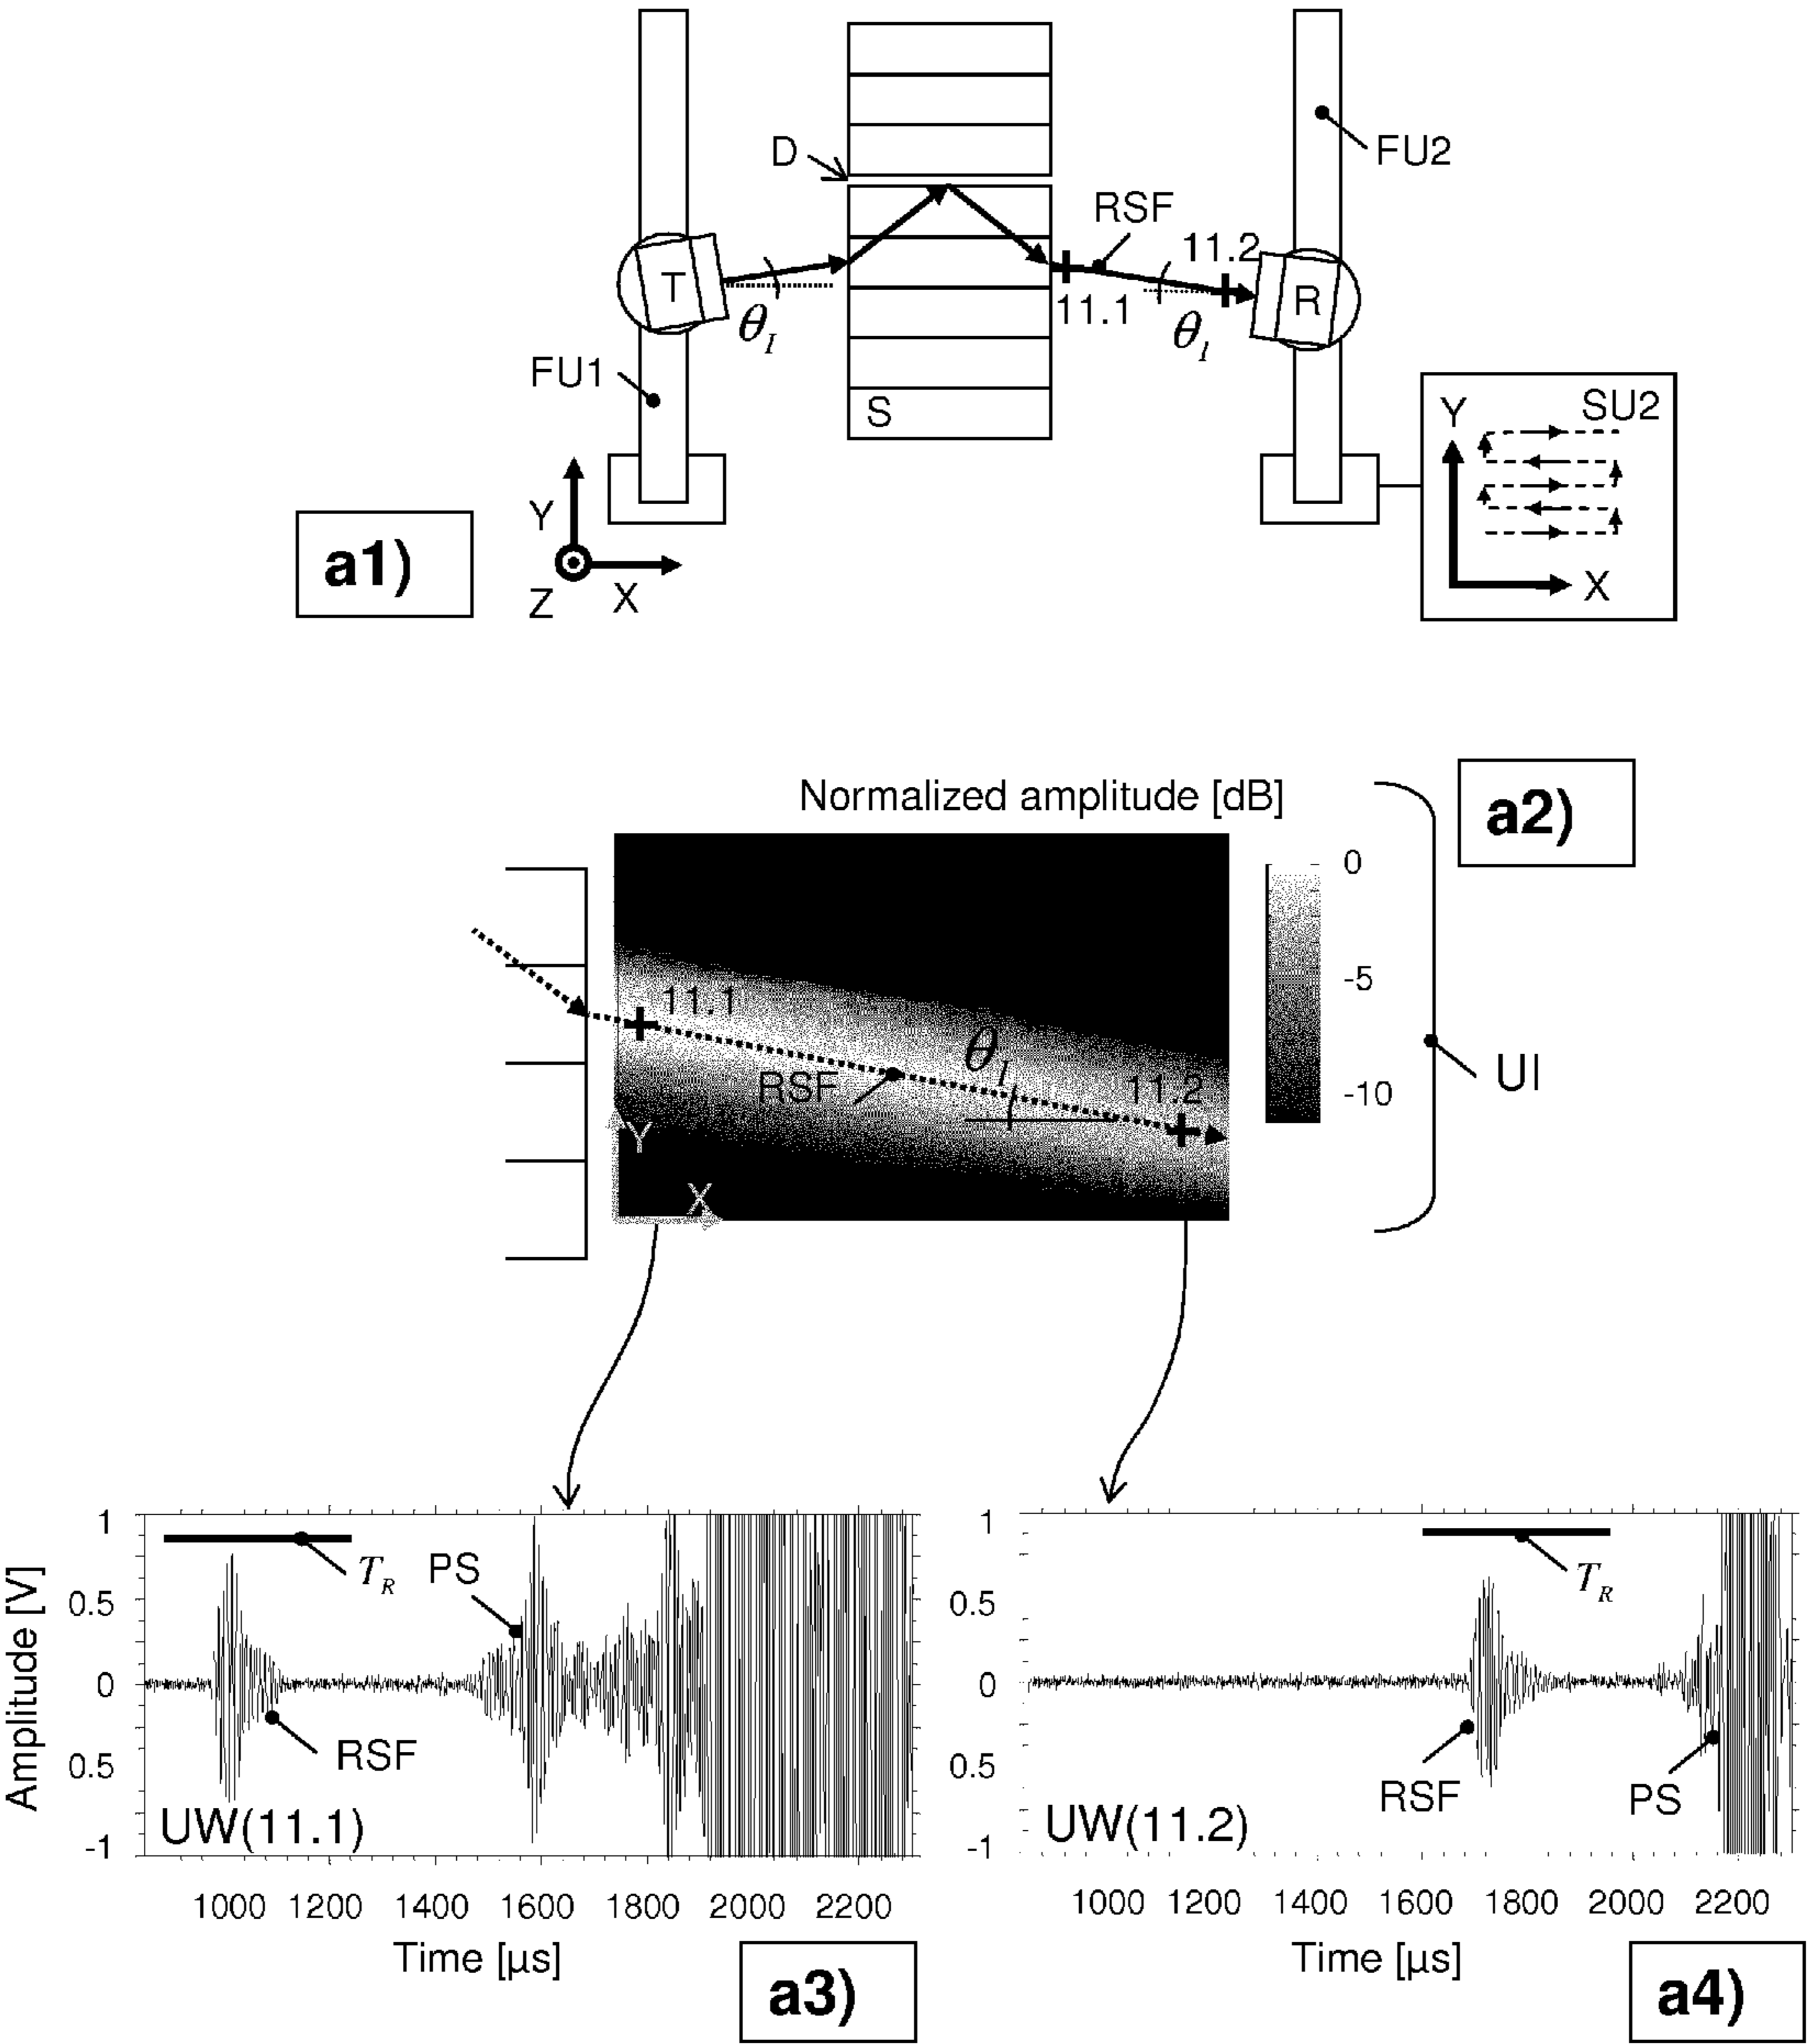 D
FU2
RSF
11.2
T
R
θI
11.1
θI
FU1
S
SU2
Y
Y
a1)
Z
X
X
Normalized amplitude [dB]
a2)
0
-5
11.1
θI
RSF
11.2
-10
UI
Y
X
1
TR
PS
0.5
0
RSF
0.5
UW(11.1)
-1
Amplitude [V]
1000 1200 1400 1600 1800 2000 2200
Time [µs]
a3)
1
TR
0.5
0
RSF
PS
0.5
UW(11.2)
-1
1000 1200 1400 1600 1800 2000 2200
Time [µs]
a4)